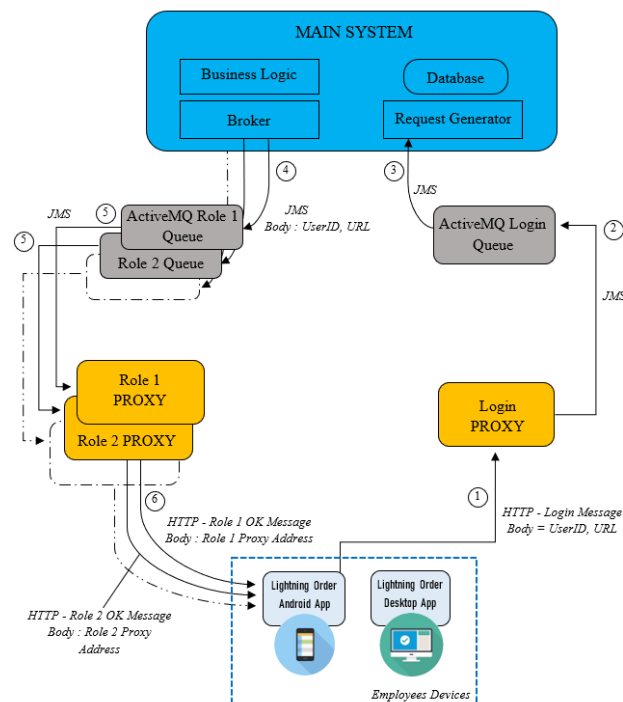 MAIN SYSTEM
Business Logic
Database
Broker
Request Generator
4
3
JMS
JMS
5
ActiveMQ Role 1
Queue
JMS
Body : UserID, URL
ActiveMQ Login
Queue
2
5
Role 2 Queue
JMS
Role 1
PROXY
Login
PROXY
Role 2 PROXY
6
1
HTTP - Role 1 OK Message
Body : Role 1 Proxy Address
HTTP - Login Message
Body = UserID, URL
Lightning Order
Android App
Lightning Order
Desktop App
HTTP - Role 2 OK Message
Body : Role 2 Proxy
Address
Employees Devices